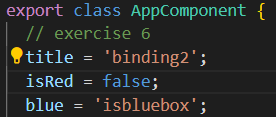 export class AppComponent {
// exercise 6
title = 'binding2';
isRed = false;
blue = 'isbluebox';